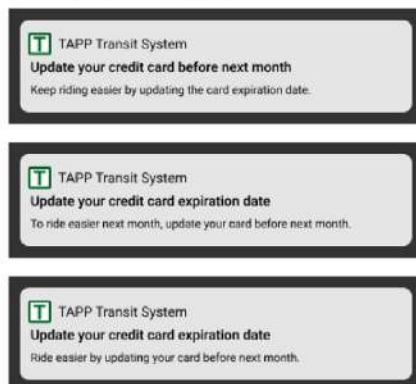 T TAPP Transit System
Update your credit card before next month
Keep riding easier by updating the card expiration date.
T TAPP Transit System
Update your credit card expiration date
To ride easier next month, update your card before next month.
T TAPP Transit System
Update your credit card expiration date
Ride easier by updating your card before next month.